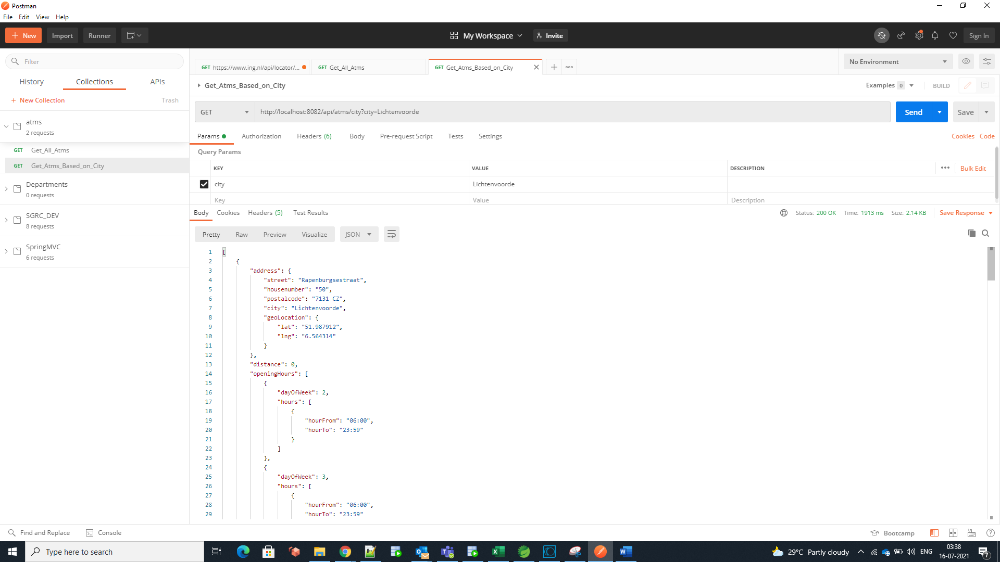 Postman
File Edit View Help
+ New Import Runner My Workspace Invite Sign In
Filter
History Collections APIs
+ New Collection Trash
atms
2 requests
GET Get_All_Atms
GET Get_Atms_Based_on_City
Departments
0 requests
SGRC_DEV
8 requests
SpringMVC
6 requests
GET https://www.ing.nl/api/locator/... GET Get_All_Atms GET Get_Atms_Based_on_City No Environment
Get_Atms_Based_on_City Examples 0 BUILD
GET http://localhost:8082/api/atms/city?city=Lichtenvoorde Send Save
Params Authorization Headers (6) Body Pre-request Script Tests Settings Cookies Code
Query Params
KEY VALUE DESCRIPTION Bulk Edit
city Lichtenvoorde
Key Value Description
Body Cookies Headers (5) Test Results Status: 200 OK Time: 1913 ms Size: 2.14 KB Save Response
Pretty Raw Preview Visualize JSON
1 [
2 {
3 "address": {
4 "street": "Rapenburgsestraat",
5 "housenumber": "50",
6 "postalcode": "7131 CZ",
7 "city": "Lichtenvoorde",
8 "geoLocation": {
9 "lat": "51.987912",
10 "lng": "6.564314"
11 }
12 },
13 "distance": 0,
14 "openingHours": [
15 {
16 "dayOfWeek": 2,
17 "hours": [
18 {
19 "hourFrom": "06:00",
20 "hourTo": "23:59"
21 }
22 ]
23 },
24 {
25 "dayOfWeek": 3,
26 "hours": [
27 {
28 "hourFrom": "06:00",
29 "hourTo": "23:59"
Find and Replace Console Bootcamp
Type here to search 29°C Partly cloudy ENG 03:38
16-07-2021 7